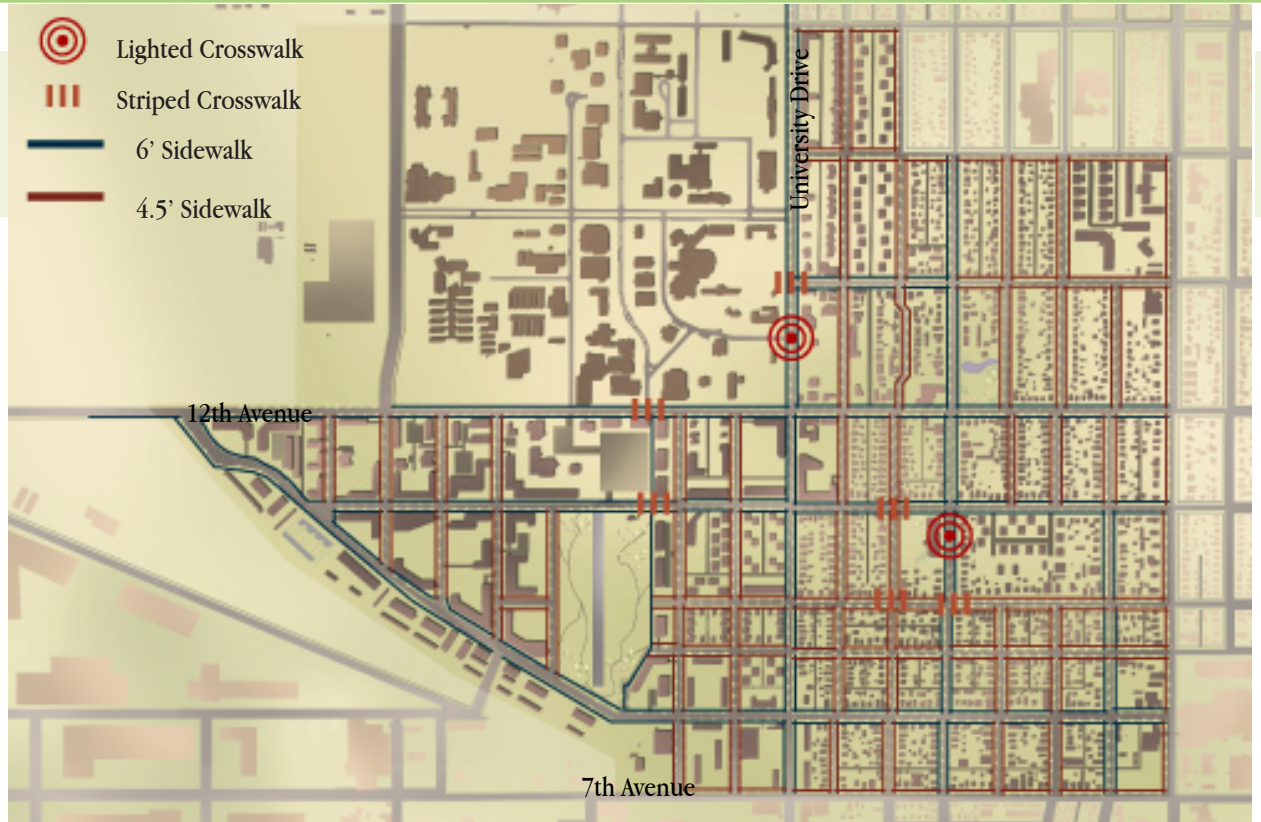 Lighted Crosswalk
Striped Crosswalk
6' Sidewalk
4.5' Sidewalk
University Drive
12th Avenue
7th Avenue